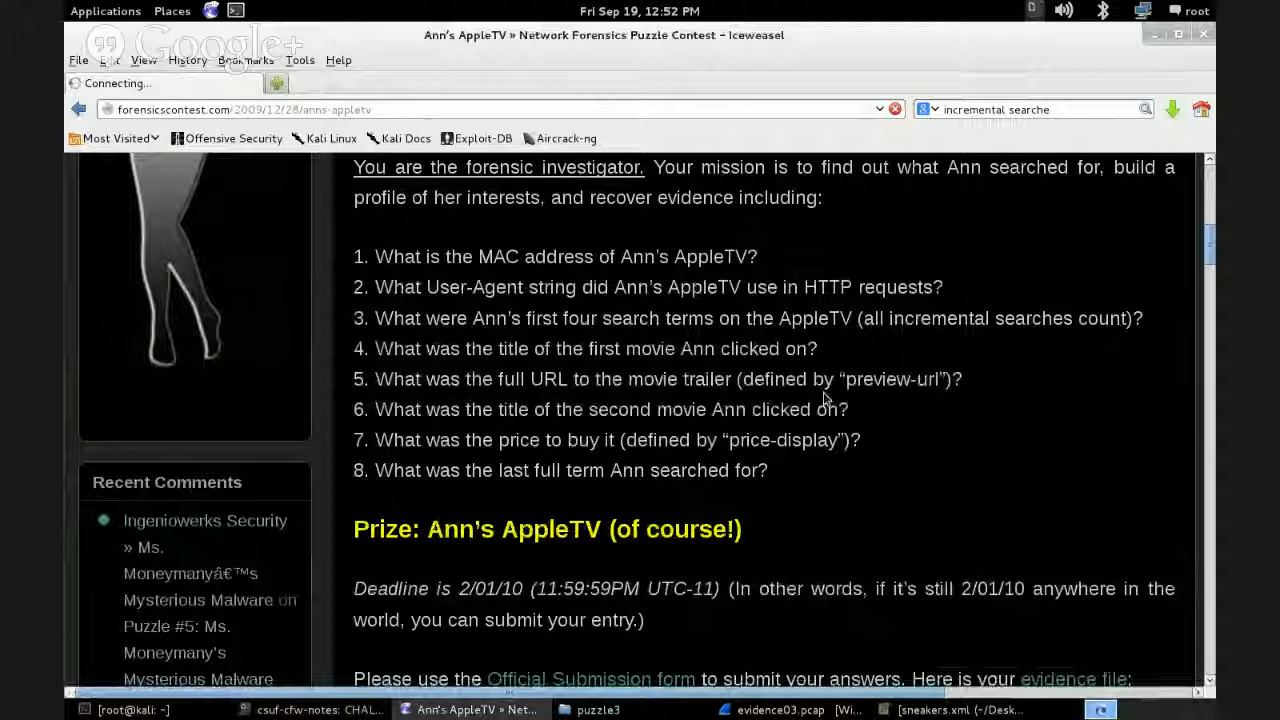 Applications Places Fri Sep 19, 12:52 PM root
Google+
Ann's AppleTV » Network Forensics Puzzle Contest - Iceweasel
File Edit View History Bookmarks Tools Help
Connecting...
forensicscontest.com/2009/12/28/anns-appletv incremental searche
Most Visited Offensive Security Kali Linux Kali Docs Exploit-DB Aircrack-ng
You are the forensic investigator. Your mission is to find out what Ann searched for, build a
profile of her interests, and recover evidence including:
1. What is the MAC address of Ann's AppleTV?
2. What User-Agent string did Ann's AppleTV use in HTTP requests?
3. What were Ann's first four search terms on the AppleTV (all incremental searches count)?
4. What was the title of the first movie Ann clicked on?
5. What was the full URL to the movie trailer (defined by “preview-url”)?
6. What was the title of the second movie Ann clicked on?
7. What was the price to buy it (defined by “price-display”)?
8. What was the last full term Ann searched for?
Prize: Ann's AppleTV (of course!)
Deadline is 2/01/10 (11:59:59PM UTC-11) (In other words, if it's still 2/01/10 anywhere in the
world, you can submit your entry.)
Please use the Official Submission form to submit your answers. Here is your evidence file:
Recent Comments
Ingeniowerks Security
» Ms.
Moneymanyâ€™s
Mysterious Malware on
Puzzle #5: Ms.
Moneymany's
Mysterious Malware
[root@kali: ~] csuf-cfw-notes: CHAL... Ann's AppleTV » Net... puzzle3 evidence03.pcap [Wi... [sneakers.xml (~/Desk...